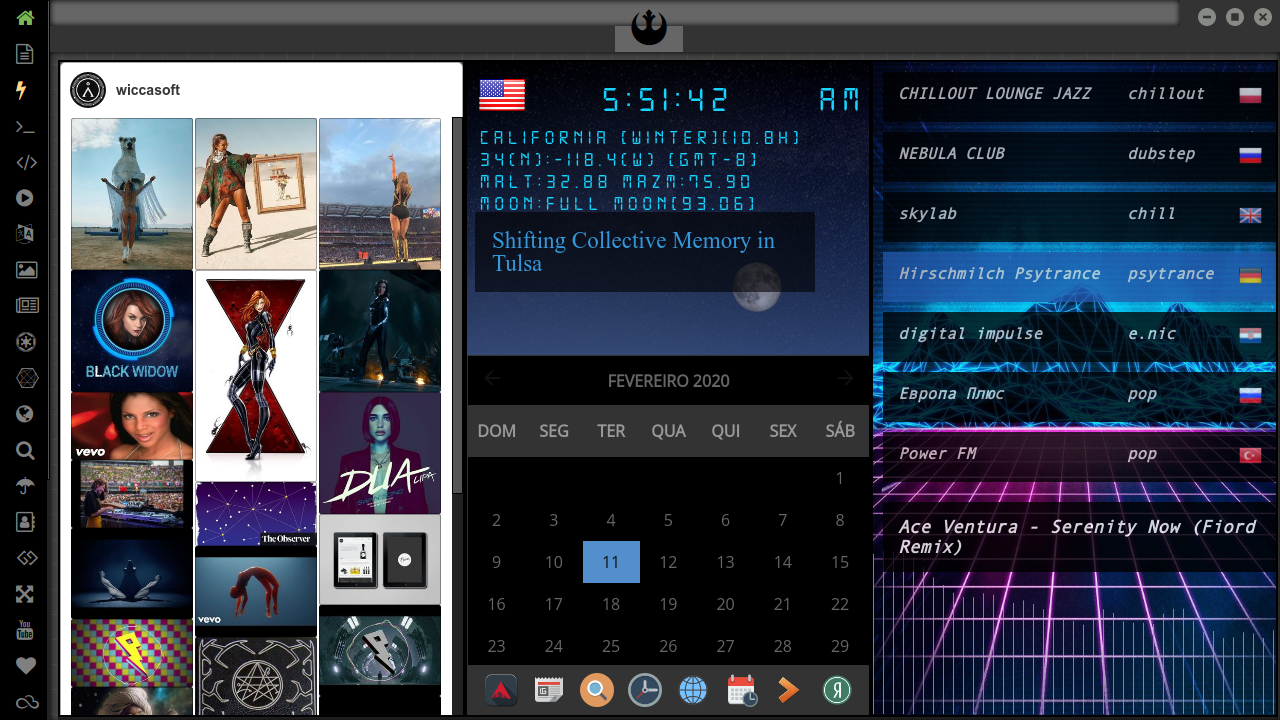 wiccasoft
BLACK WIDOW
vevo
DUA LIPA
The Observer
vevo
5:51:42 AM
CALIFORNIA (WINTER)(10.8H)
34(N):-118.4(W) (GMT-8)
MALT:32.88 MAZM:75.90
MOON:FULL MOON(93.06)
Shifting Collective Memory in
Tulsa
FEVEREIRO 2020
DOM SEG TER QUA QUI SEX SÁB
1
2 3 4 5 6 7 8
9 10 11 12 13 14 15
16 17 18 19 20 21 22
23 24 25 26 27 28 29
CHILLOUT LOUNGE JAZZ chillout
NEBULA CLUB dubstep
skylab chill
Hirschmilch Psytrance psytrance
digital impulse e.nic
Европа Плюс pop
Power FM pop
Ace Ventura - Serenity Now (Fiord
Remix)
You
Tube
Я